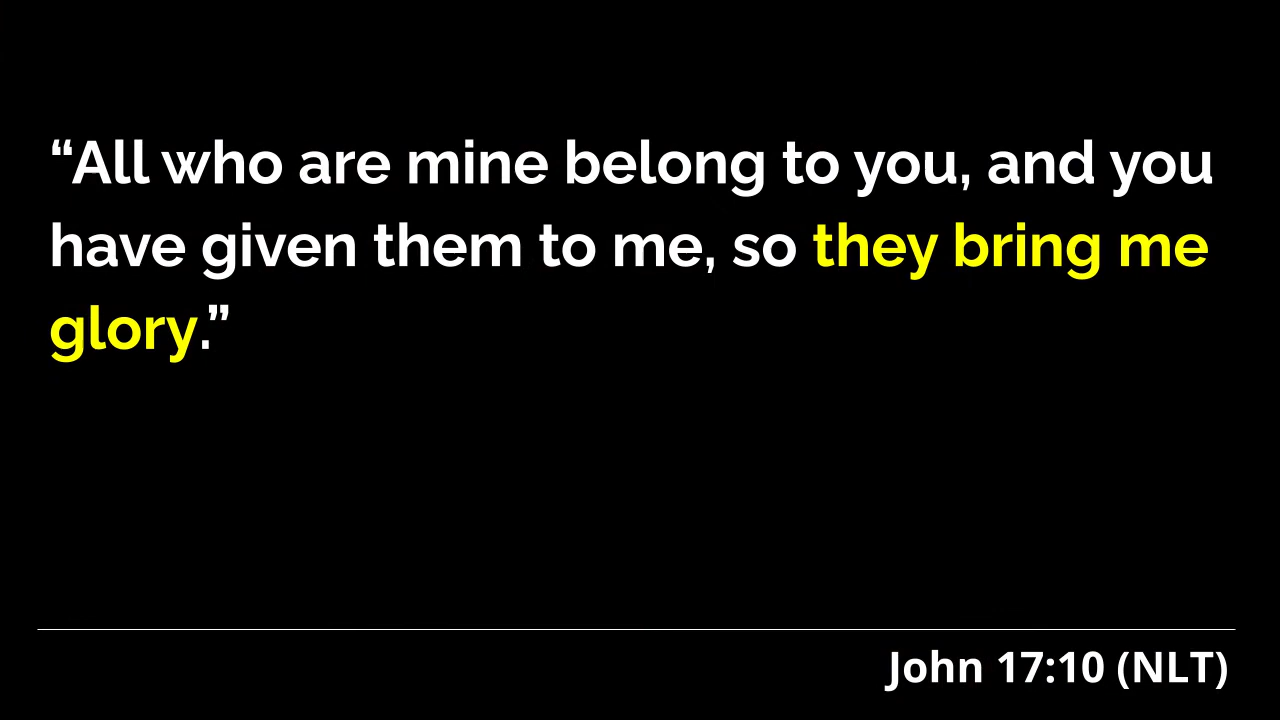 “All who are mine belong to you, and you
have given them to me, so they bring me
glory.”
John 17:10 (NLT)